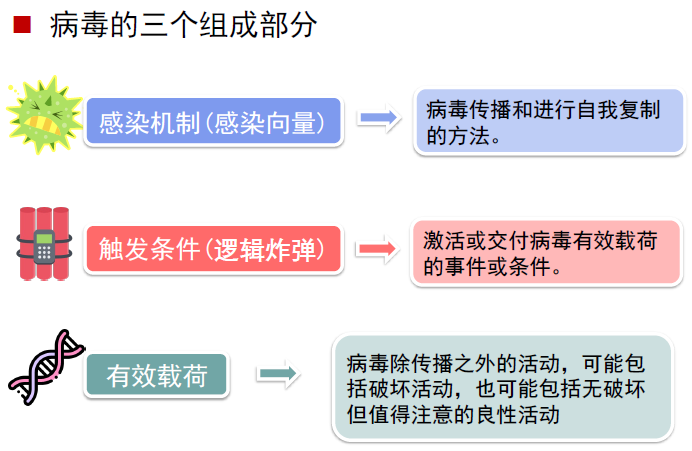 病毒的三个组成部分
感染机制(感染向量)
病毒传播和进行自我复制
的方法。
触发条件(逻辑炸弹)
激活或交付病毒有效载荷
的事件或条件。
有效载荷
病毒除传播之外的活动，可能包
括破坏活动，也可能包括无破坏
但值得注意的良性活动